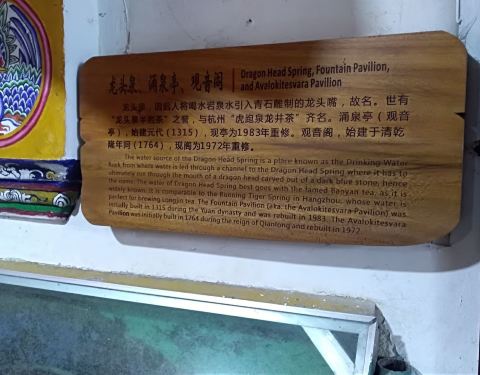 龙头泉、涌泉亭、观音阁
Dragon Head Spring, Fountain Pavilion,
and Avalokitesvara Pavilion
龙头泉,因前人将喝水岩泉水引入青石雕制的龙头嘴,故名。世有
“龙头泉半岩茶”之誉,与杭州“虎跑泉龙井茶”齐名。涌泉亭(观音
亭),始建元代(1315),现亭为1983年重修。观音阁,始建于清乾
隆年间(1764),现阁为1972年重修。
The water source of the Dragon Head Spring is a place known as the Drinking Water
Rock, from where water is led through a channel to the Dragon Head Spring where it has to
ultimately run through the mouth of a dragon head carved out of a dark blue stone, hence
the name. The water of Dragon Head Spring best goes with the famed Banyan tea, as it is
widely known. It is comparable to the Running Tiger Spring in Hangzhou, whose water is
perfect for brewing Longjin tea. The Fountain Pavilion (aka: the Avalokitesvara Pavilion) was
initially built in 1315 during the Yuan dynasty and was rebuilt in 1983. The Avalokitesvara
Pavilion was initially built in 1764 during the reign of Qianlong and rebuilt in 1972.